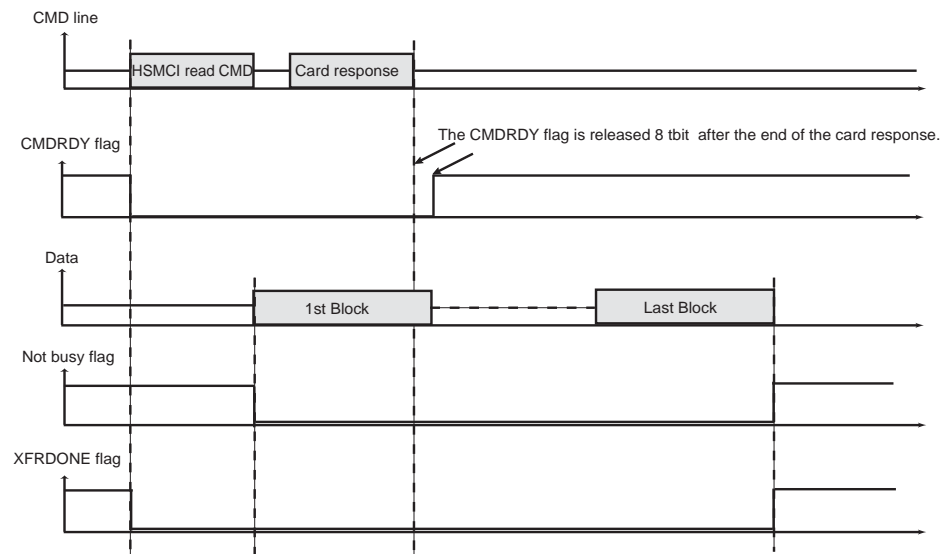 CMD line
HSMCI read CMD
Card response
The CMDRDY flag is released 8 tbit after the end of the card response.
CMDRDY flag
Data
1st Block
Last Block
Not busy flag
XFRDONE flag